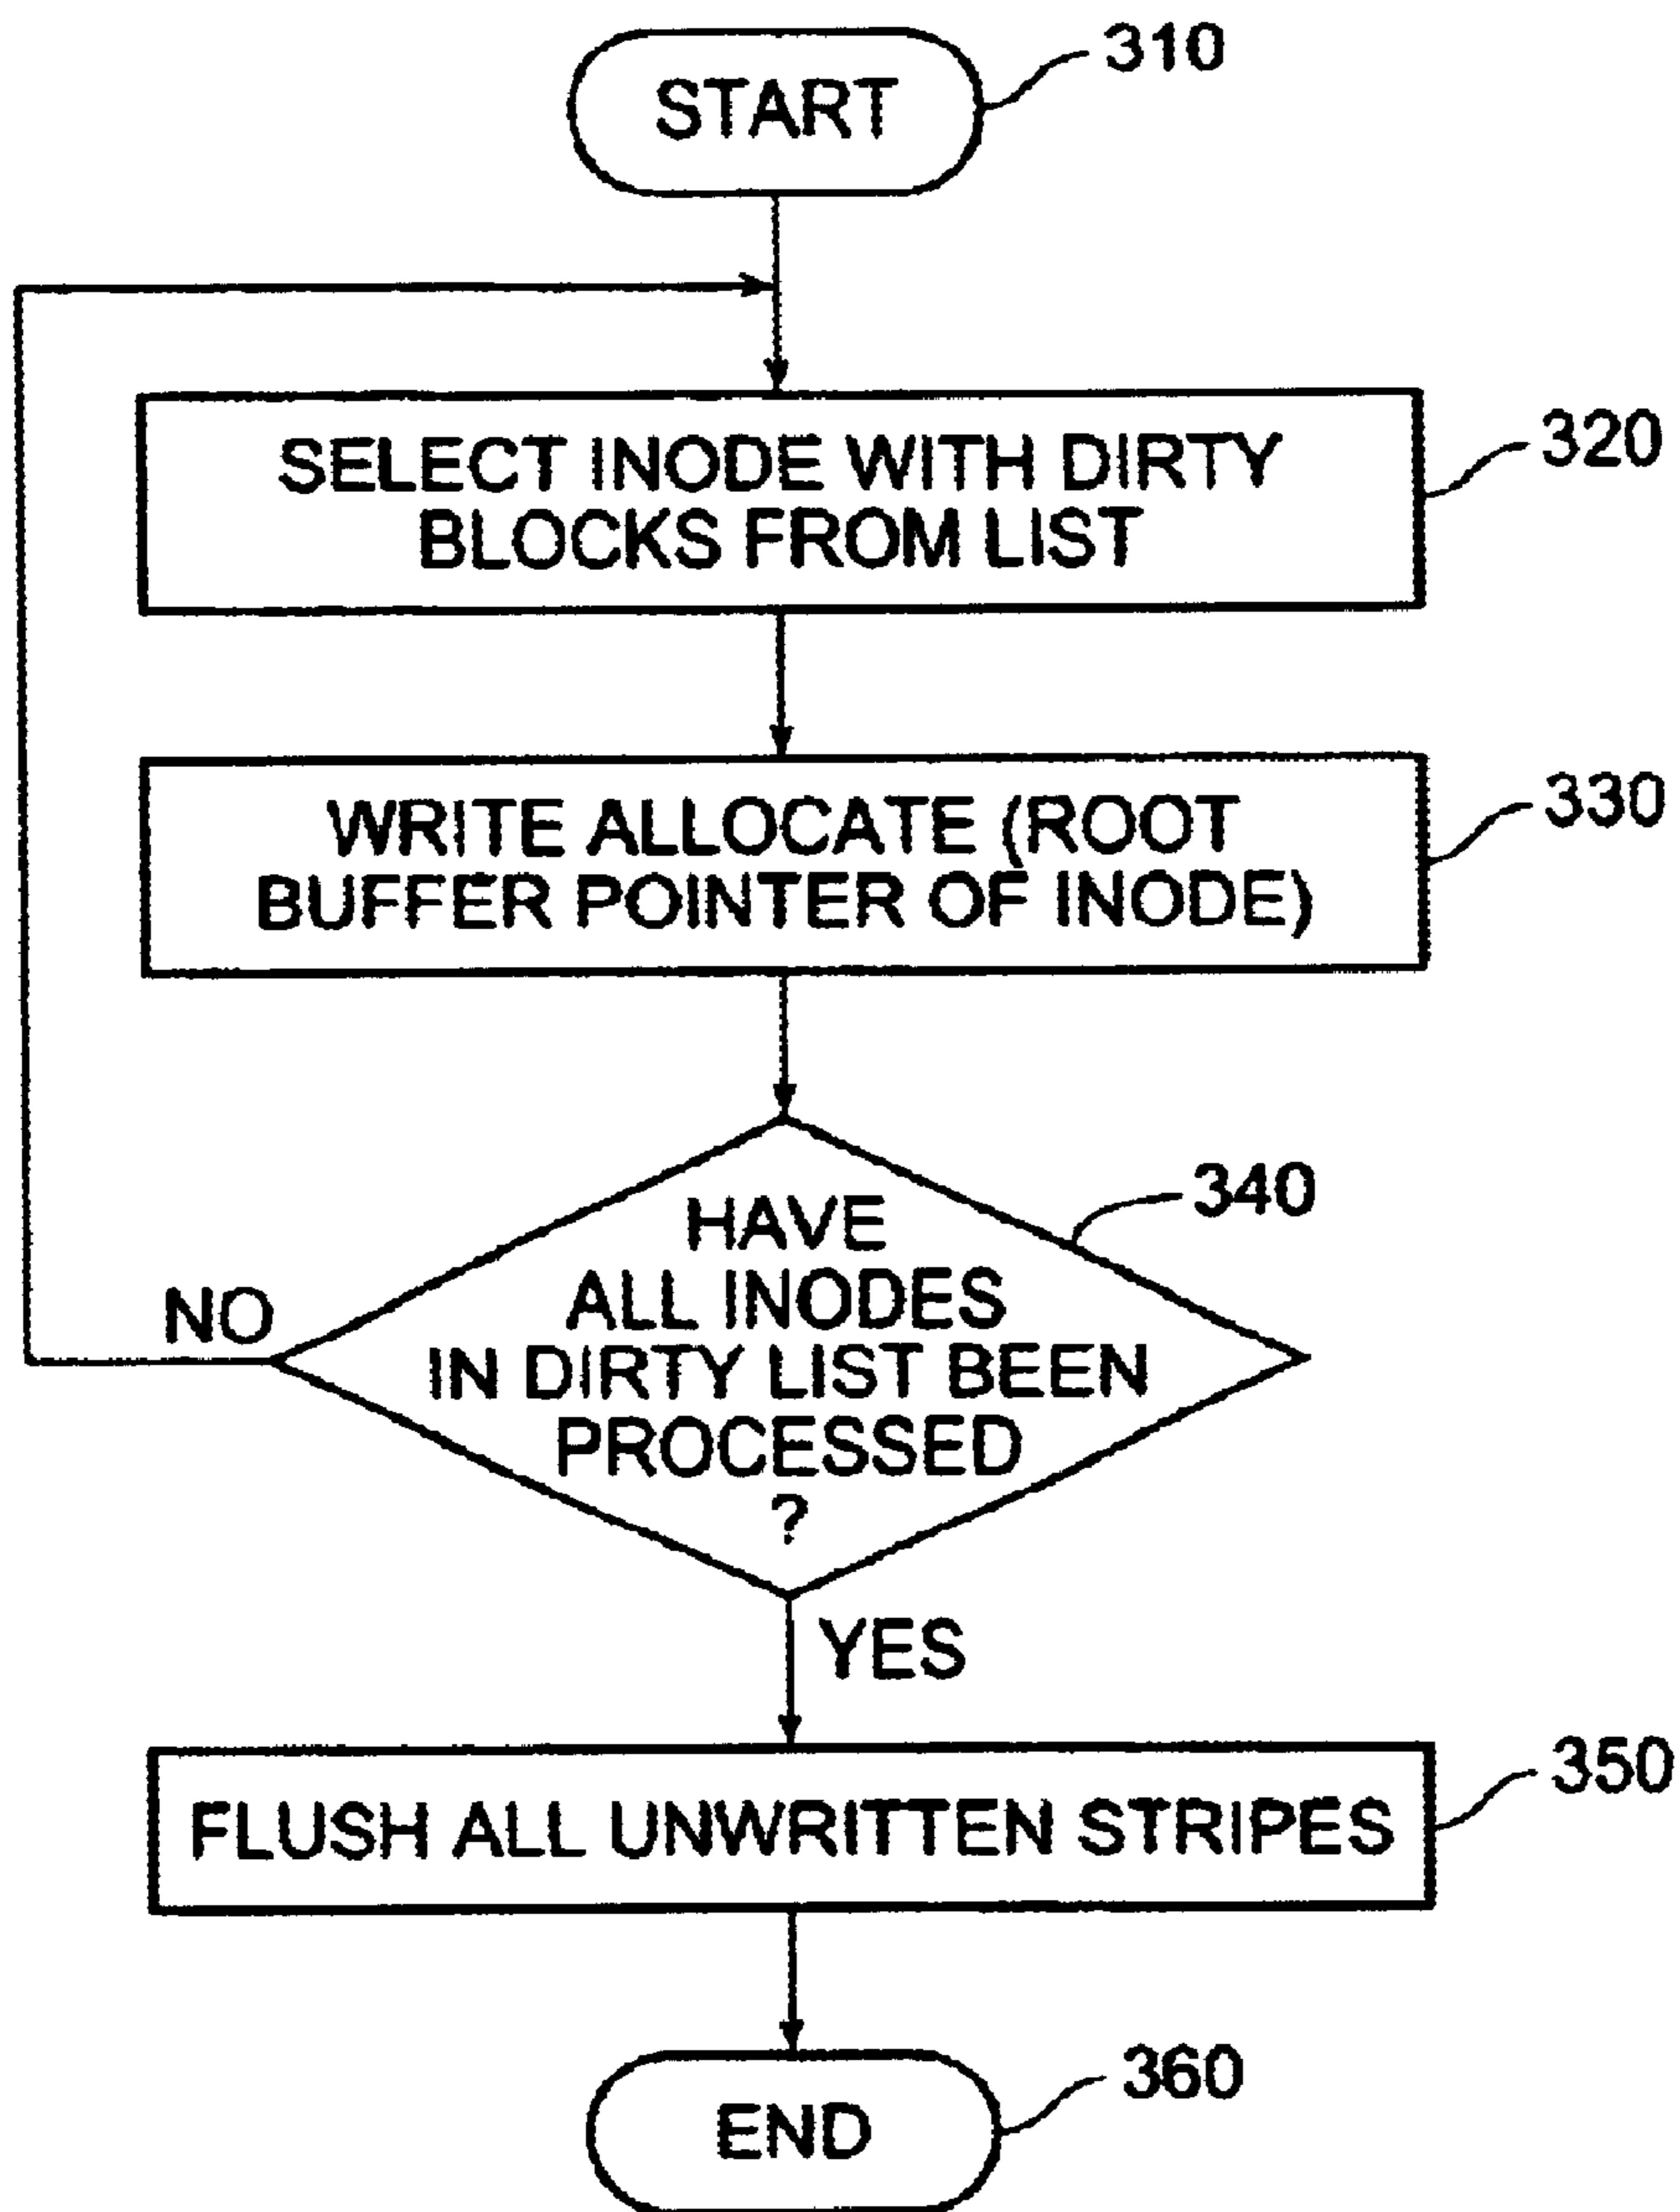 START
310
SELECT INODE WITH DIRTY
BLOCKS FROM LIST
320
WRITE ALLOCATE (ROOT
BUFFER POINTER OF INODE)
330
HAVE
ALL INODES
IN DIRTY LIST BEEN
PROCESSED
?
340
NO
YES
FLUSH ALL UNWRITTEN STRIPES
350
END
360